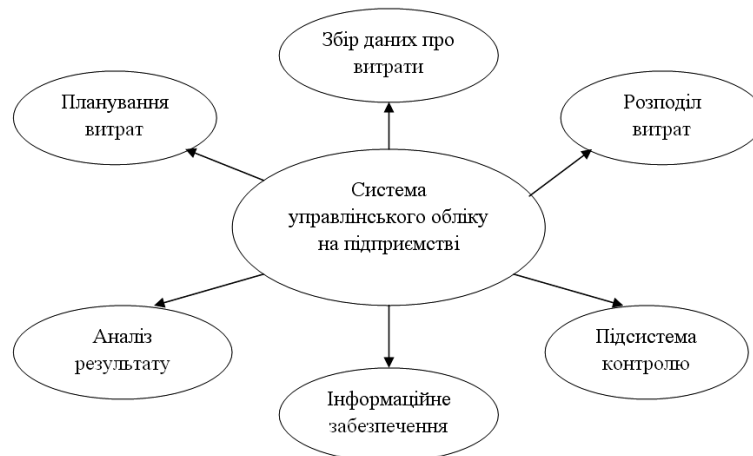 Збір даних про
витрати
Планування
витрат
Розподіл
витрат
Система
управлінського обліку
на підприємстві
Аналіз
результату
Підсистема
контролю
Інформаційне
забезпечення